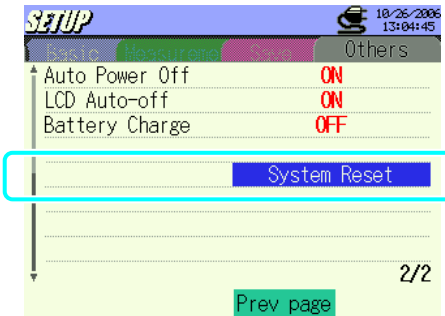 SETUP 10/26/2006
13:04:45
Basic Measurement Save Others
Auto Power Off ON
LCD Auto-off ON
Battery Charge OFF
System Reset
2/2
Prev page